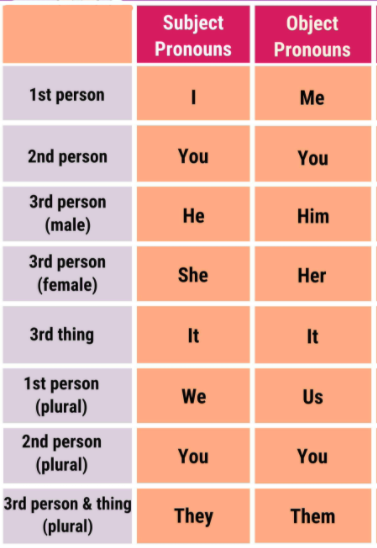 Subject Object
Pronouns Pronouns
1st person I Me
2nd person You You
3rd person
(male) He Him
3rd person
(female) She Her
3rd thing It It
1st person
(plural) We Us
2nd person
(plural) You You
3rd person & thing
(plural) They Them